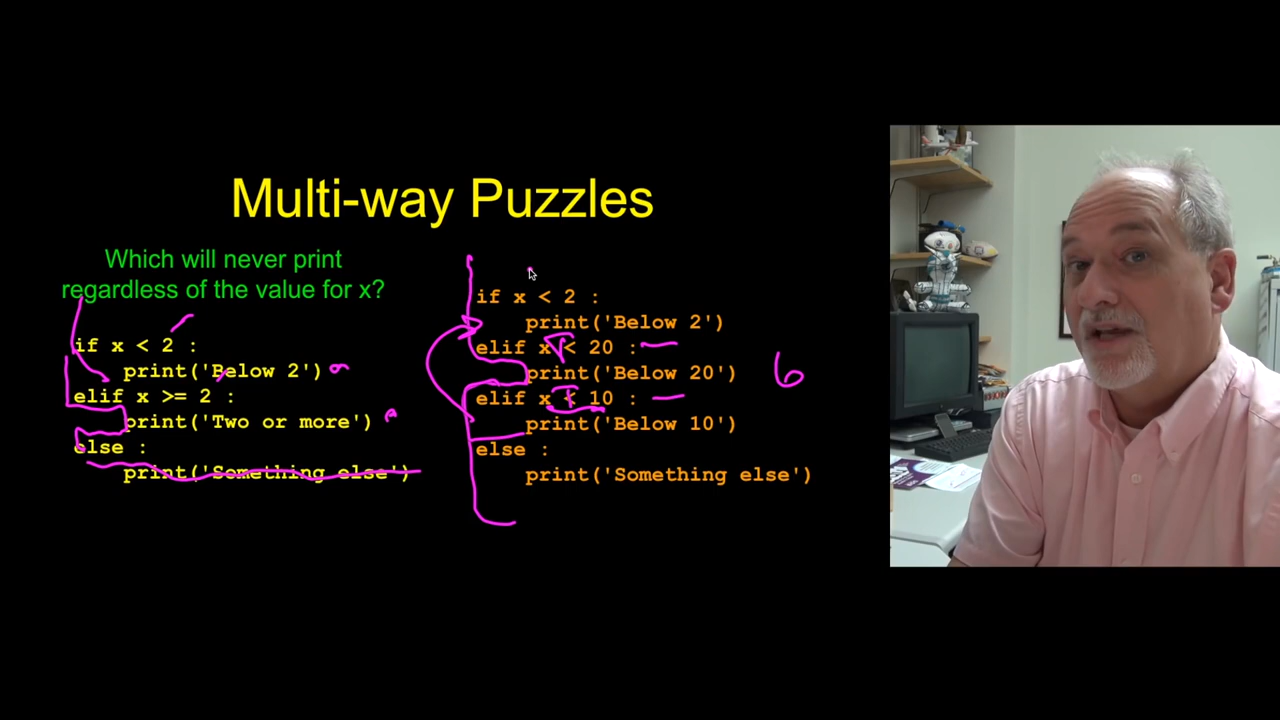 Multi-way Puzzles
Which will never print
regardless of the value for x?
if x < 2 :
print('Below 2')
elif x >= 2 :
print('Two or more')
else :
print('Something else')
if x < 2 :
print('Below 2')
elif x < 20 :
print('Below 20')
elif x < 10 :
print('Below 10')
else :
print('Something else')
6